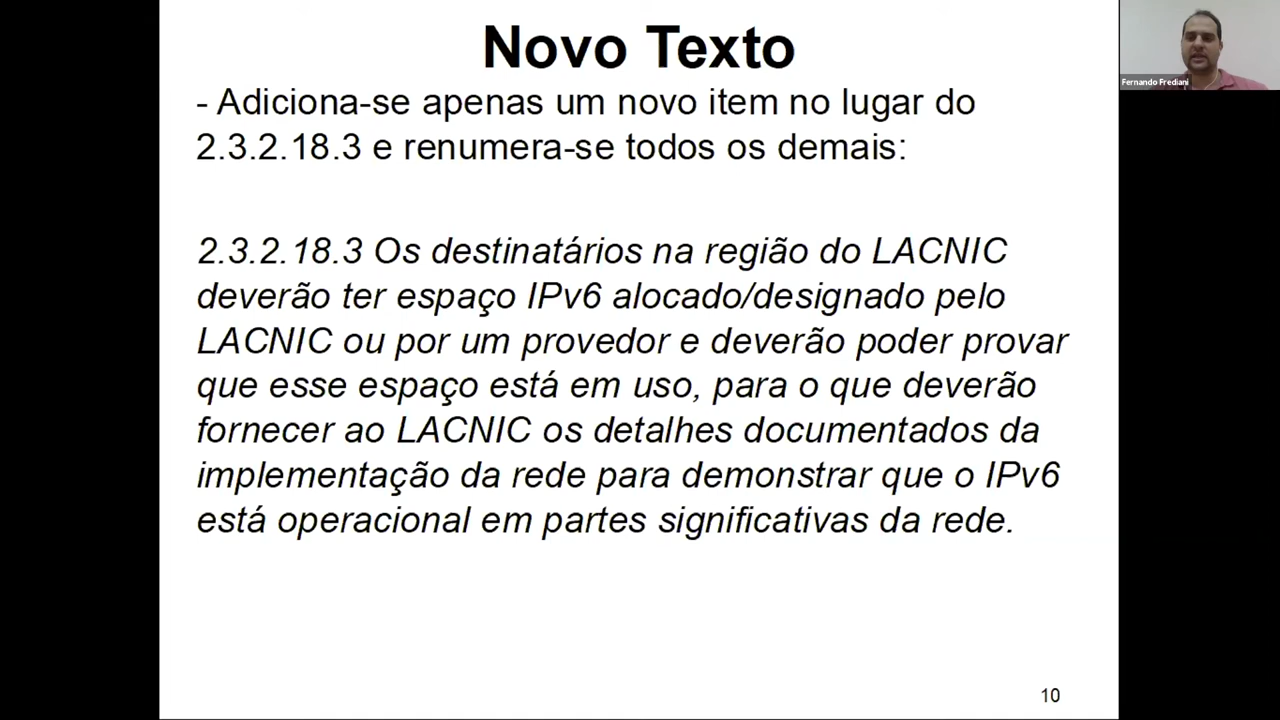 Novo Texto
- Adiciona-se apenas um novo item no lugar do
2.3.2.18.3 e renumera-se todos os demais:
2.3.2.18.3 Os destinatários na região do LACNIC
deverão ter espaço IPv6 alocado/designado pelo
LACNIC ou por um provedor e deverão poder provar
que esse espaço está em uso, para o que deverão
fornecer ao LACNIC os detalhes documentados da
implementação da rede para demonstrar que o IPv6
está operacional em partes significativas da rede.
10
Fernando Frediani